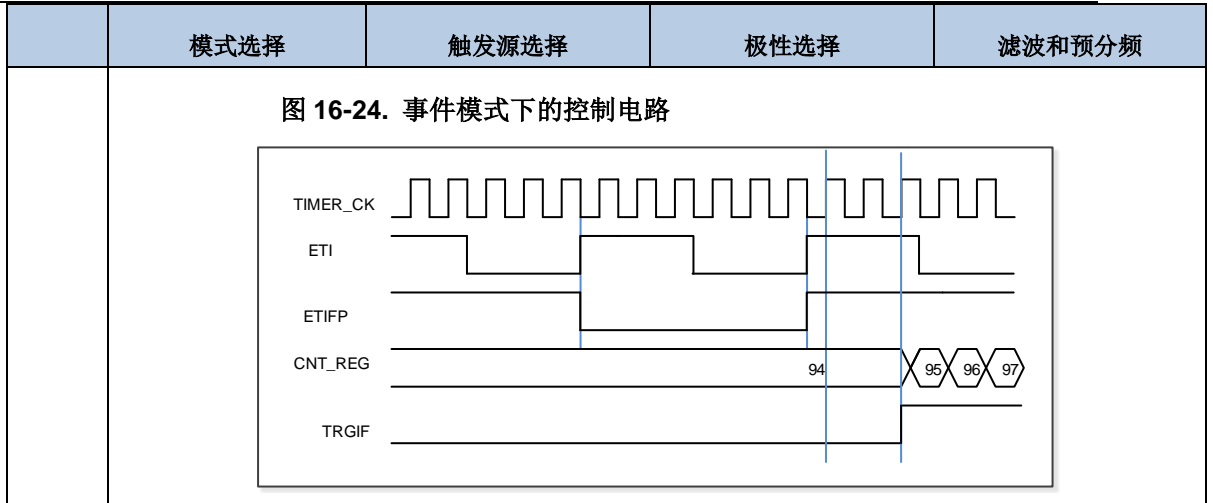 模式选择 触发源选择 极性选择 滤波和预分频
图 16-24. 事件模式下的控制电路
TIMER_CK
ETI
ETIFP
CNT_REG 94 95 96 97
TRGIF